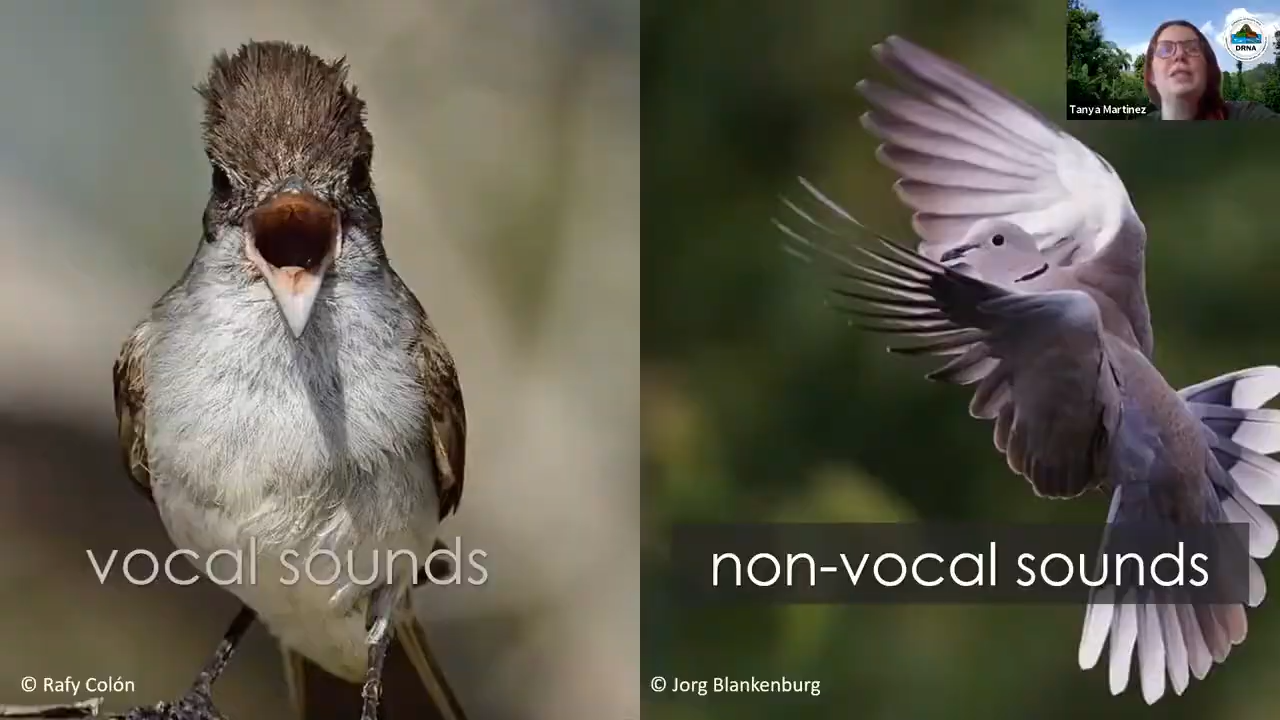 DRNA
Tanya Martinez
vocal sounds
non-vocal sounds
© Rafy Colón
© Jorg Blankenburg